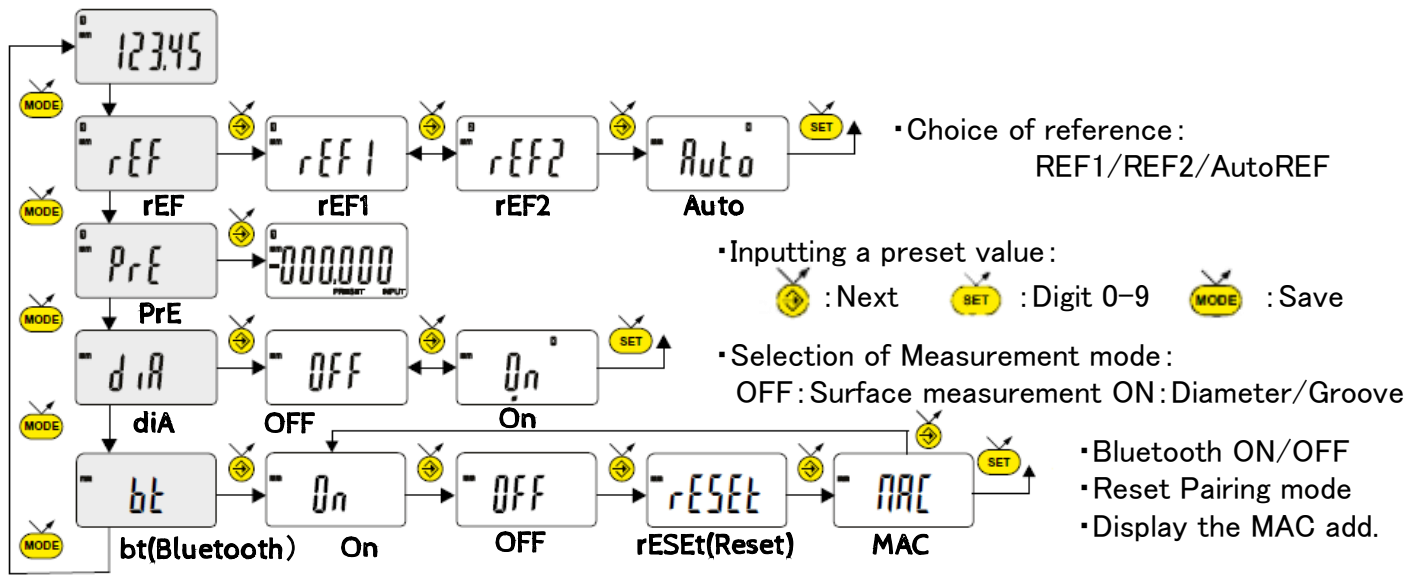 123.45
MODE
rEF rEF1 rEF2 Auto SET
・Choice of reference:
REF1/REF2/AutoREF
rEF rEF1 rEF2 Auto
MODE
PrE -000.000
PRESET INPUT
・Inputting a preset value:
:Next SET :Digit 0-9 MODE :Save
PrE
MODE
diA OFF On SET
・Selection of Measurement mode:
OFF:Surface measurement ON:Diameter/Groove
diA OFF On
MODE
bt On OFF rESEt MAC SET
・Bluetooth ON/OFF
・Reset Pairing mode
・Display the MAC add.
bt(Bluetooth) On OFF rESEt(Reset) MAC
MODE